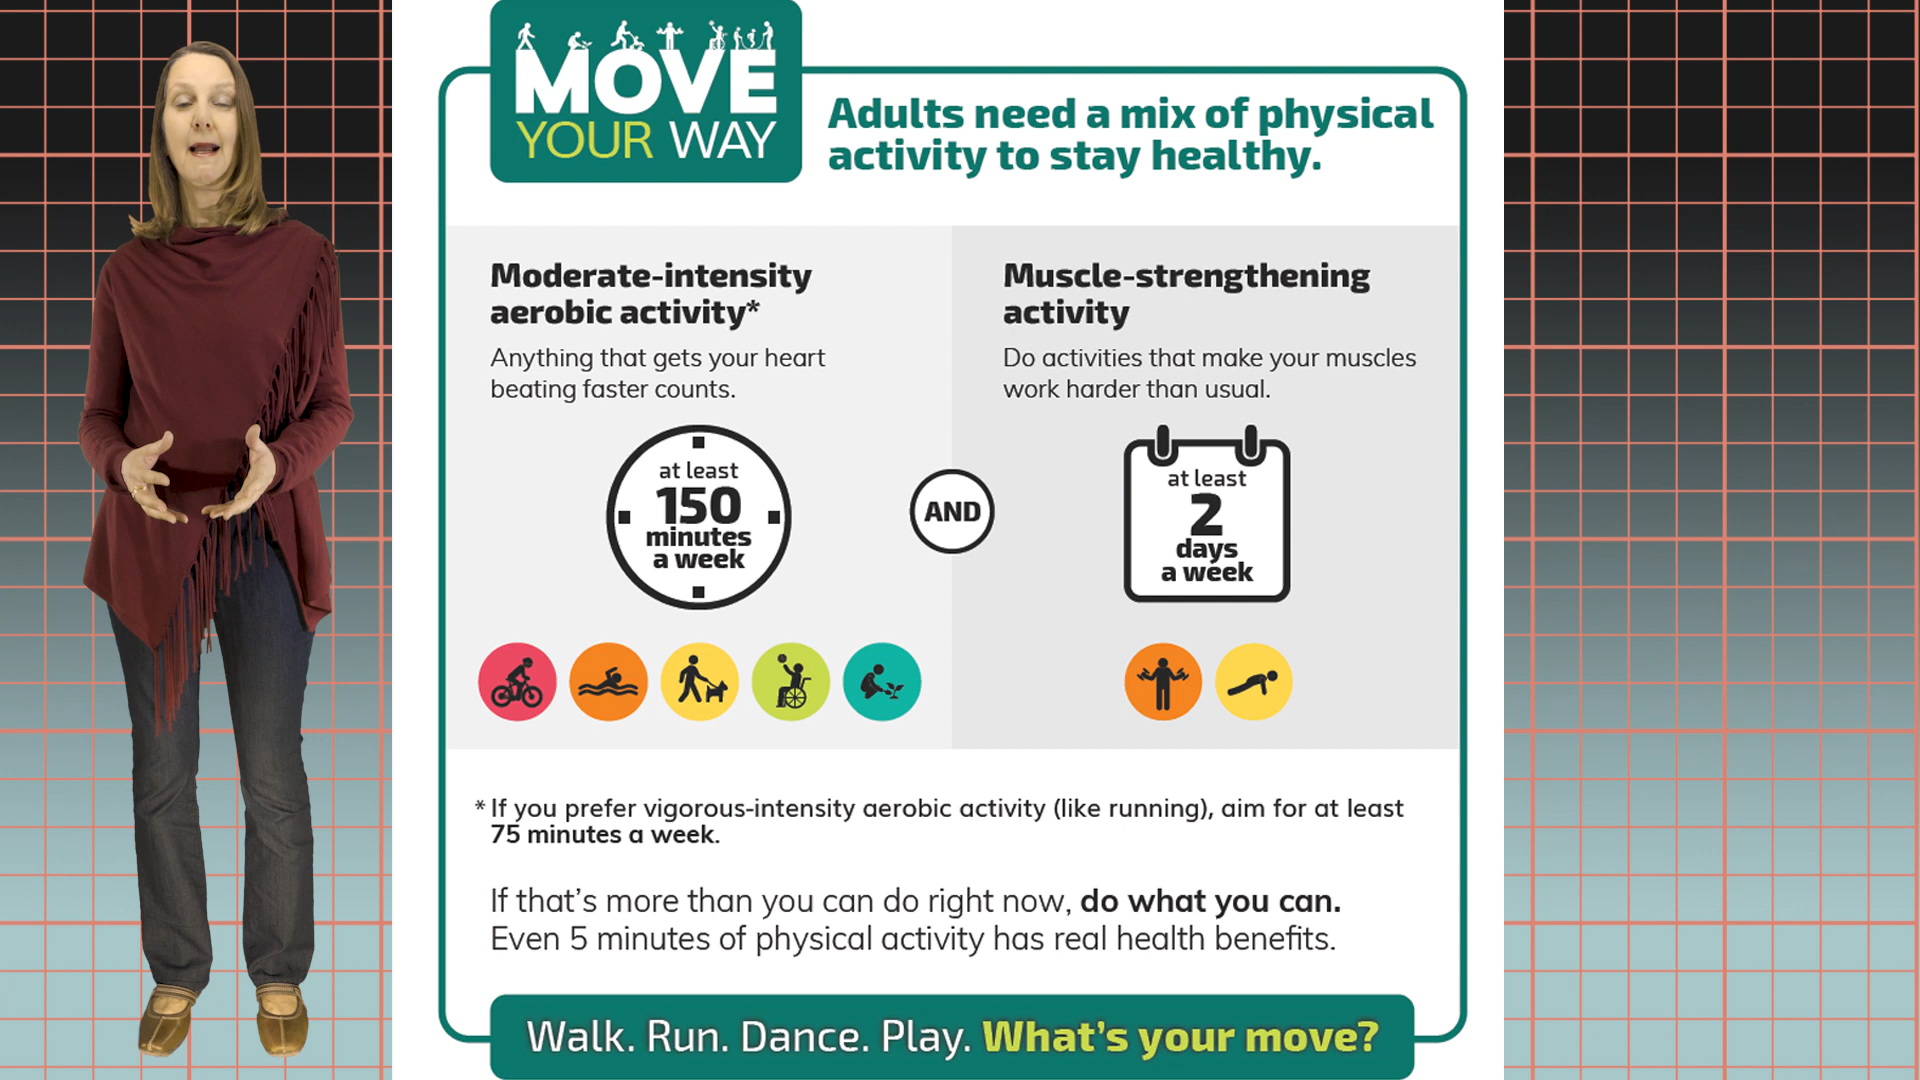 MOVE
YOUR WAY
Adults need a mix of physical
activity to stay healthy.
Moderate-intensity
aerobic activity*
Anything that gets your heart
beating faster counts.
at least
150
minutes
a week
AND
Muscle-strengthening
activity
Do activities that make your muscles
work harder than usual.
at least
2
days
a week
* If you prefer vigorous-intensity aerobic activity (like running), aim for at least
75 minutes a week.
If that's more than you can do right now, do what you can.
Even 5 minutes of physical activity has real health benefits.
Walk. Run. Dance. Play. What's your move?